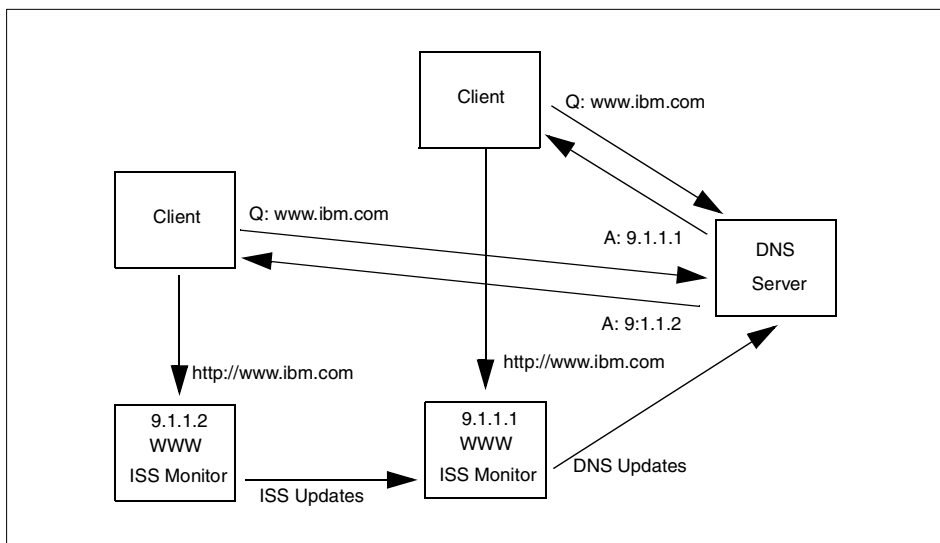 Client
Q: www.ibm.com
Client
Q: www.ibm.com
A: 9.1.1.1
DNS
Server
A: 9:1.1.2
http://www.ibm.com
http://www.ibm.com
9.1.1.2
WWW
ISS Monitor
9.1.1.1
WWW
ISS Monitor
ISS Updates
DNS Updates